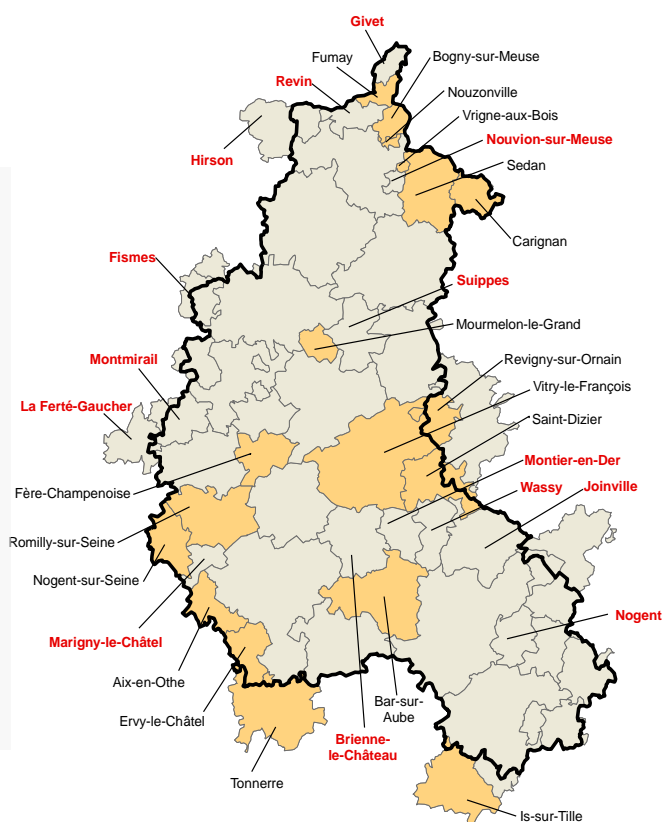 Givet
Fumay
Bogny-sur-Meuse
Revin
Nouzonville
Vrigne-aux-Bois
Nouvion-sur-Meuse
Hirson
Sedan
Carignan
Fismes
Suippes
Mourmelon-le-Grand
Montmirail
Revigny-sur-Ornain
Vitry-le-François
La Ferté-Gaucher
Saint-Dizier
Montier-en-Der
Wassy
Joinville
Fère-Champenoise
Romilly-sur-Seine
Nogent-sur-Seine
Nogent
Marigny-le-Châtel
Aix-en-Othe
Ervy-le-Châtel
Bar-sur-
Aube
Brienne-
le-Château
Tonnerre
Is-sur-Tille